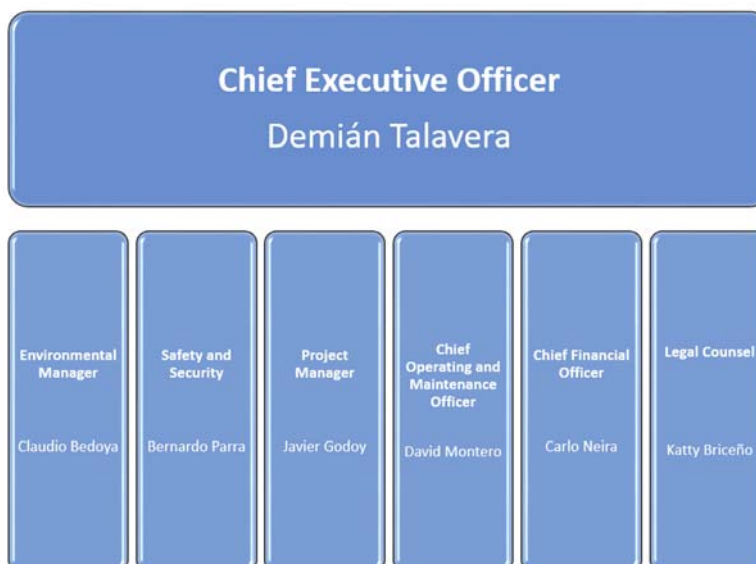 Chief Executive Officer
Demián Talavera
Environmental
Manager
Claudio Bedoya
Safety and
Security
Bernardo Parra
Project
Manager
Javier Godoy
Chief
Operating and
Maintenance
Officer
David Montero
Chief Financial
Officer
Carlo Neira
Legal Counsel
Katty Briceño